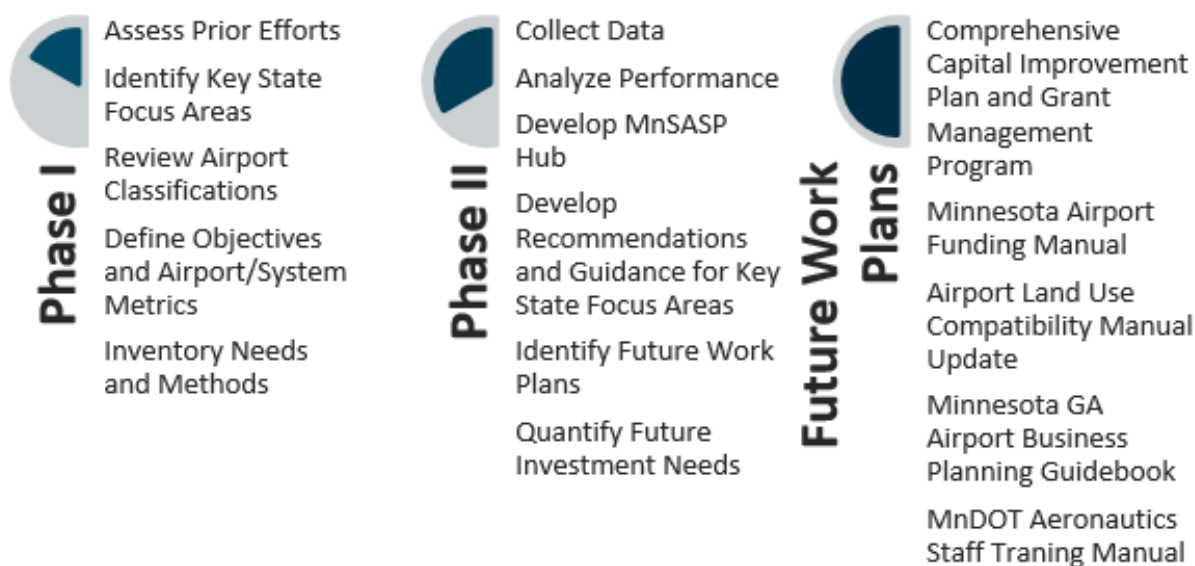 Phase I
Assess Prior Efforts
Identify Key State
Focus Areas
Review Airport
Classifications
Define Objectives
and Airport/System
Metrics
Inventory Needs
and Methods
Phase II
Collect Data
Analyze Performance
Develop MnSASP
Hub
Develop
Recommendations
and Guidance for Key
State Focus Areas
Identify Future Work
Plans
Quantify Future
Investment Needs
Future Work
Plans
Comprehensive
Capital Improvement
Plan and Grant
Management
Program
Minnesota Airport
Funding Manual
Airport Land Use
Compatibility Manual
Update
Minnesota GA
Airport Business
Planning Guidebook
MnDOT Aeronautics
Staff Traning Manual